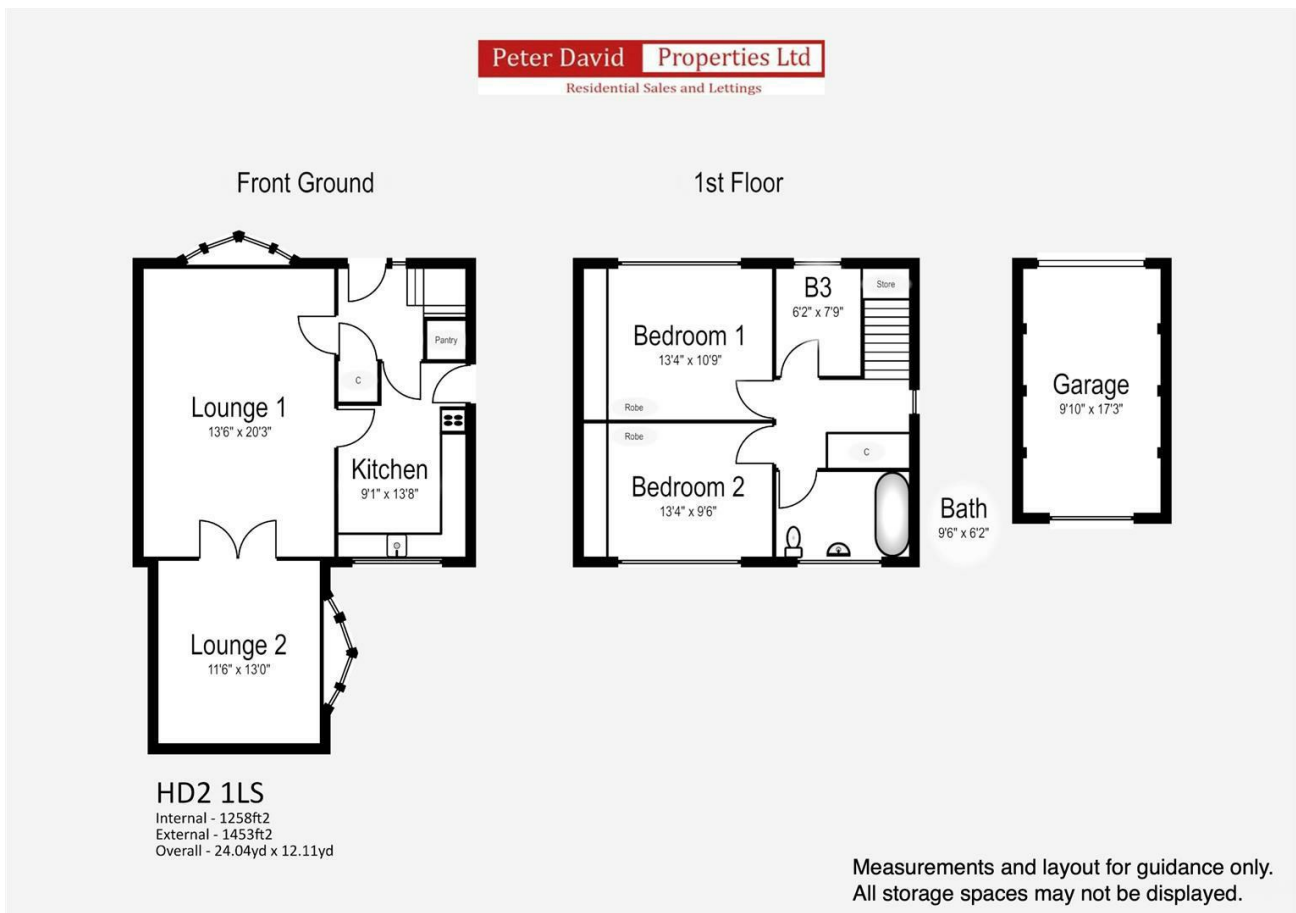 Peter David Properties Ltd
Residential Sales and Lettings
Front Ground
1st Floor
Lounge 1
13'6" x 20'3"
Pantry
C
Kitchen
9'1" x 13'8"
Lounge 2
11'6" x 13'0"
Bedroom 1
13'4" x 10'9"
Robe
Robe
Bedroom 2
13'4" x 9'6"
B3
6'2" x 7'9"
Store
C
Bath
9'6" x 6'2"
Garage
9'10" x 17'3"
HD2 1LS
Internal - 1258ft2
External - 1453ft2
Overall - 24.04yd x 12.11yd
Measurements and layout for guidance only.
All storage spaces may not be displayed.